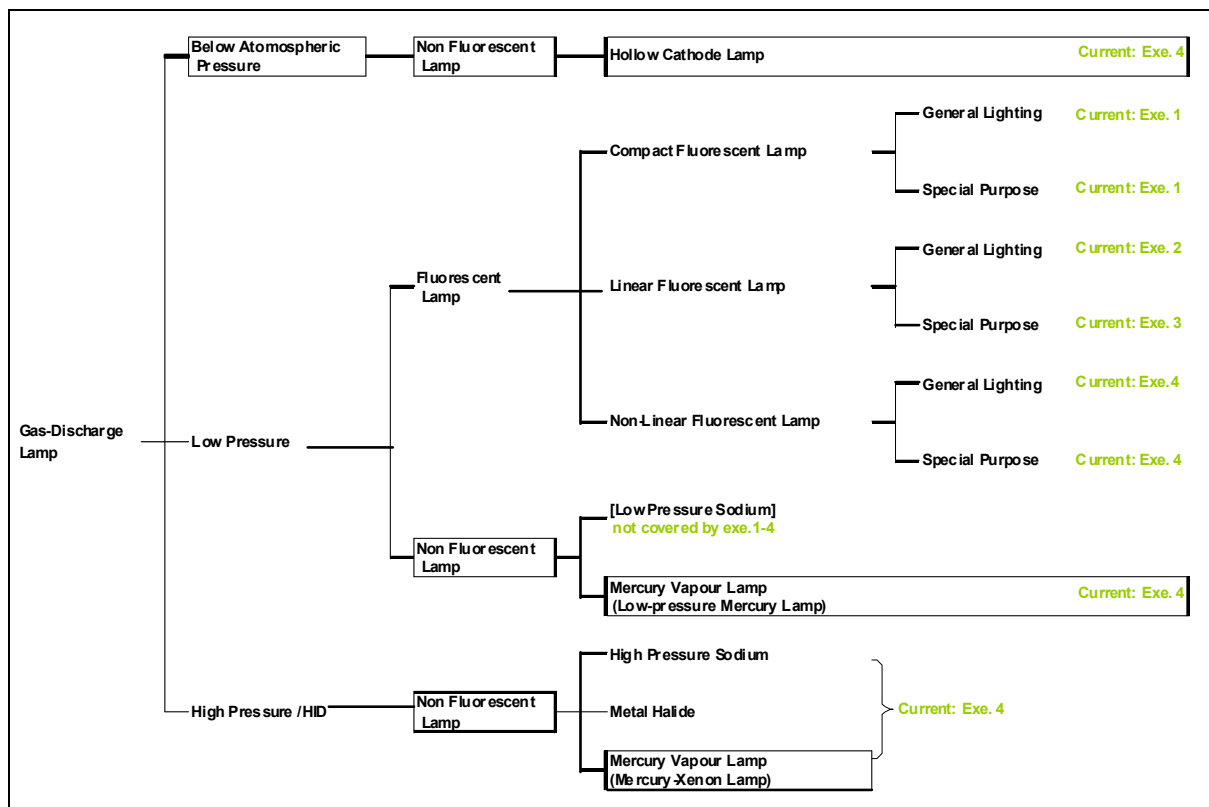 Below Atomospheric
Pressure
Non Fluorescent
Lamp
Hollow Cathode Lamp
Current: Exe. 4
General Lighting
Current: Exe. 1
Compact Fluorescent Lamp
Special Purpose
Current: Exe. 1
General Lighting
Current: Exe. 2
Fluorescent
Lamp
Linear Fluorescent Lamp
Special Purpose
Current: Exe. 3
General Lighting
Current: Exe.4
Non-Linear Fluorescent Lamp
Gas-Discharge
Lamp
Low Pressure
Special Purpose
Current: Exe. 4
[Low Pressure Sodium]
not covered by exe.1-4
Non Fluorescent
Lamp
Mercury Vapour Lamp
(Low-pressure Mercury Lamp)
Current: Exe. 4
High Pressure Sodium
High Pressure /HID
Non Fluorescent
Lamp
Metal Halide
Current: Exe. 4
Mercury Vapour Lamp
(Mercury-Xenon Lamp)